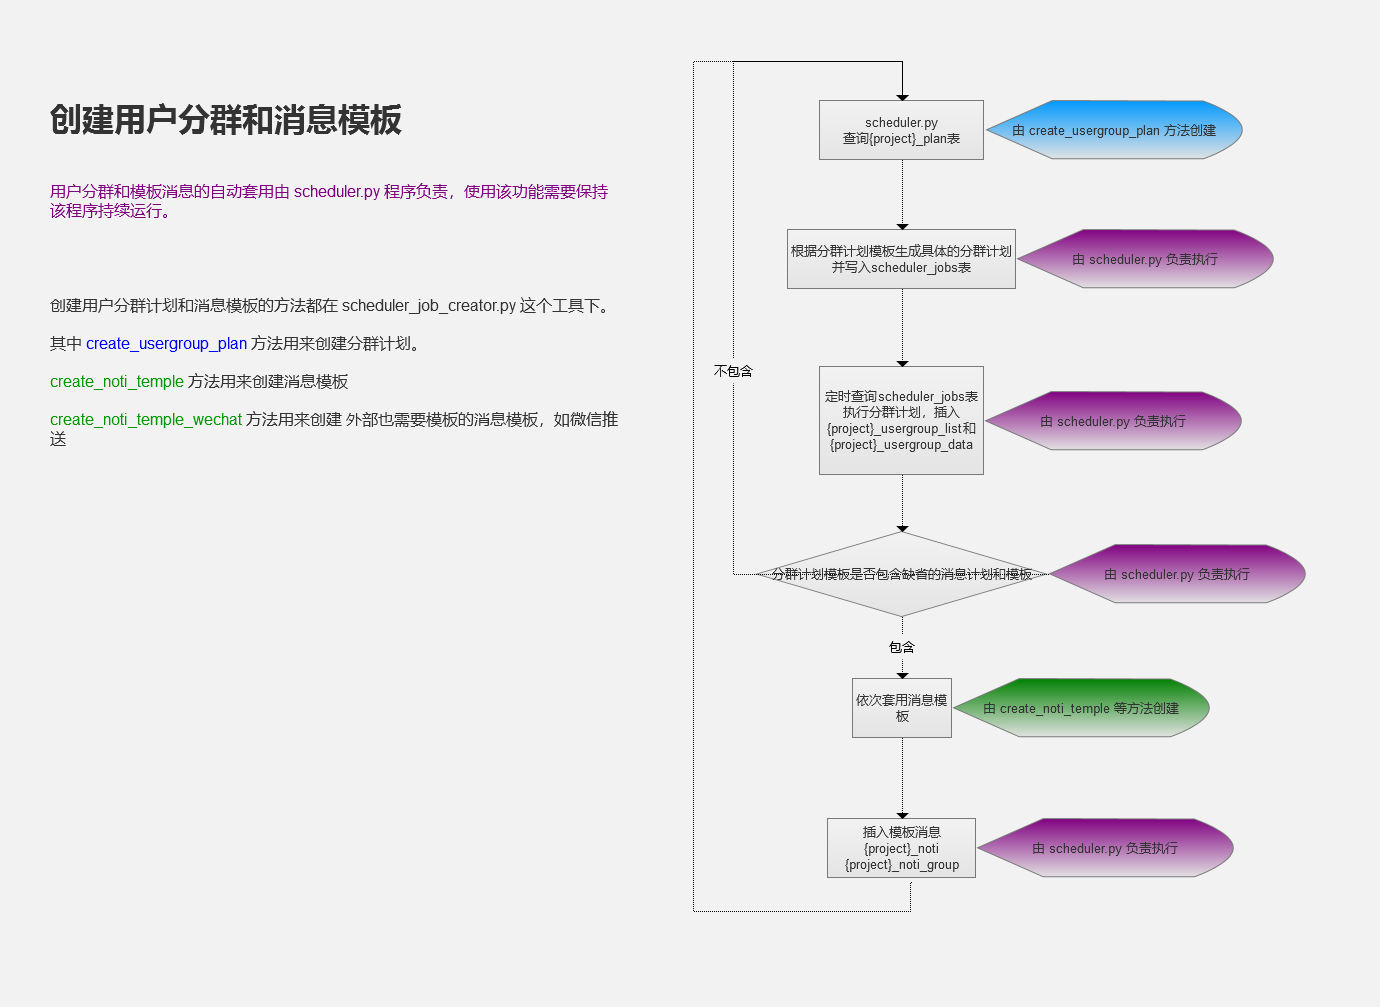 创建用户分群和消息模板
用户分群和模板消息的自动套用由 scheduler.py 程序负责，使用该功能需要保持
该程序持续运行。
创建用户分群计划和消息模板的方法都在 scheduler_job_creator.py 这个工具下。
其中 create_usergroup_plan 方法用来创建分群计划。
create_noti_temple 方法用来创建消息模板
create_noti_temple_wechat 方法用来创建 外部也需要模板的消息模板，如微信推
送
scheduler.py
查询{project}_plan表
由 create_usergroup_plan 方法创建
根据分群计划模板生成具体的分群计划
并写入scheduler_jobs表
由 scheduler.py 负责执行
不包含
定时查询scheduler_jobs表
执行分群计划，插入
{project}_usergroup_list和
{project}_usergroup_data
由 scheduler.py 负责执行
分群计划模板是否包含缺省的消息计划和模板
由 scheduler.py 负责执行
包含
依次套用消息模
板
由 create_noti_temple 等方法创建
插入模板消息
{project}_noti
{project}_noti_group
由 scheduler.py 负责执行